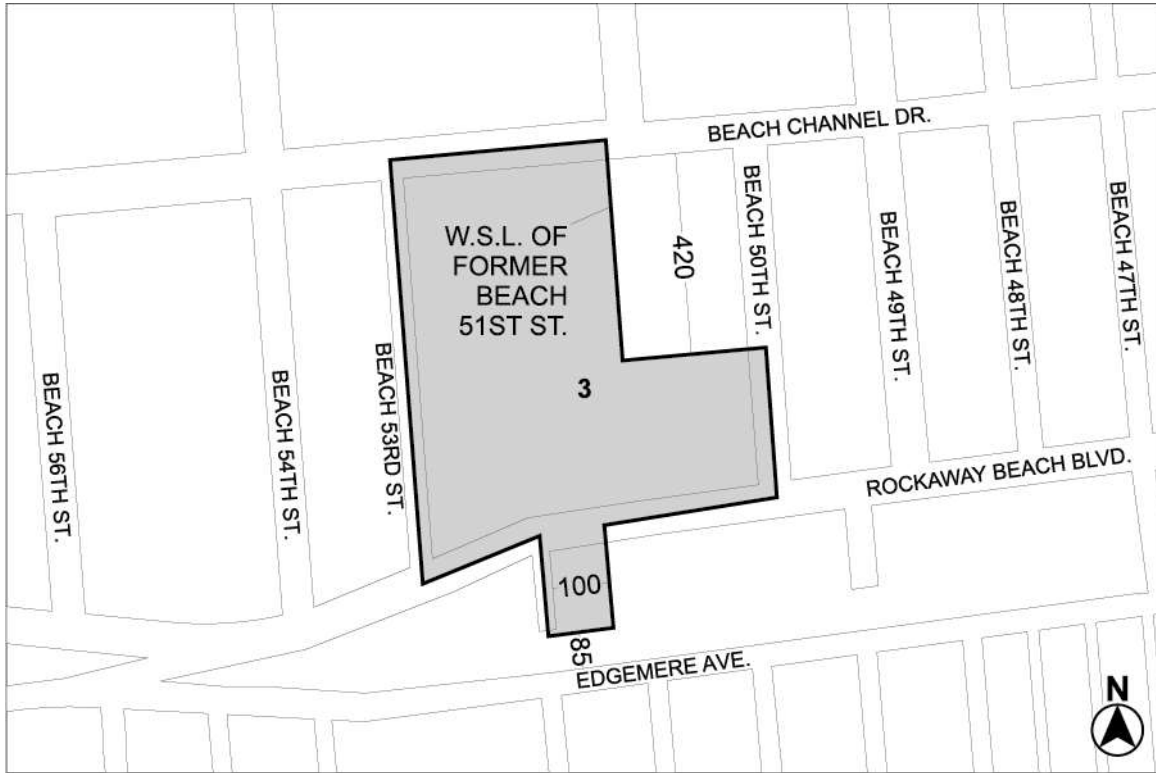 BEACH CHANNEL DR.
W.S.L. OF
FORMER
BEACH
51ST ST.
420
BEACH 50TH ST.
BEACH 49TH ST.
BEACH 48TH ST.
BEACH 47TH ST.
BEACH 56TH ST.
BEACH 54TH ST.
BEACH 53RD ST.
3
ROCKAWAY BEACH BLVD.
100
85
EDGEMERE AVE.
N